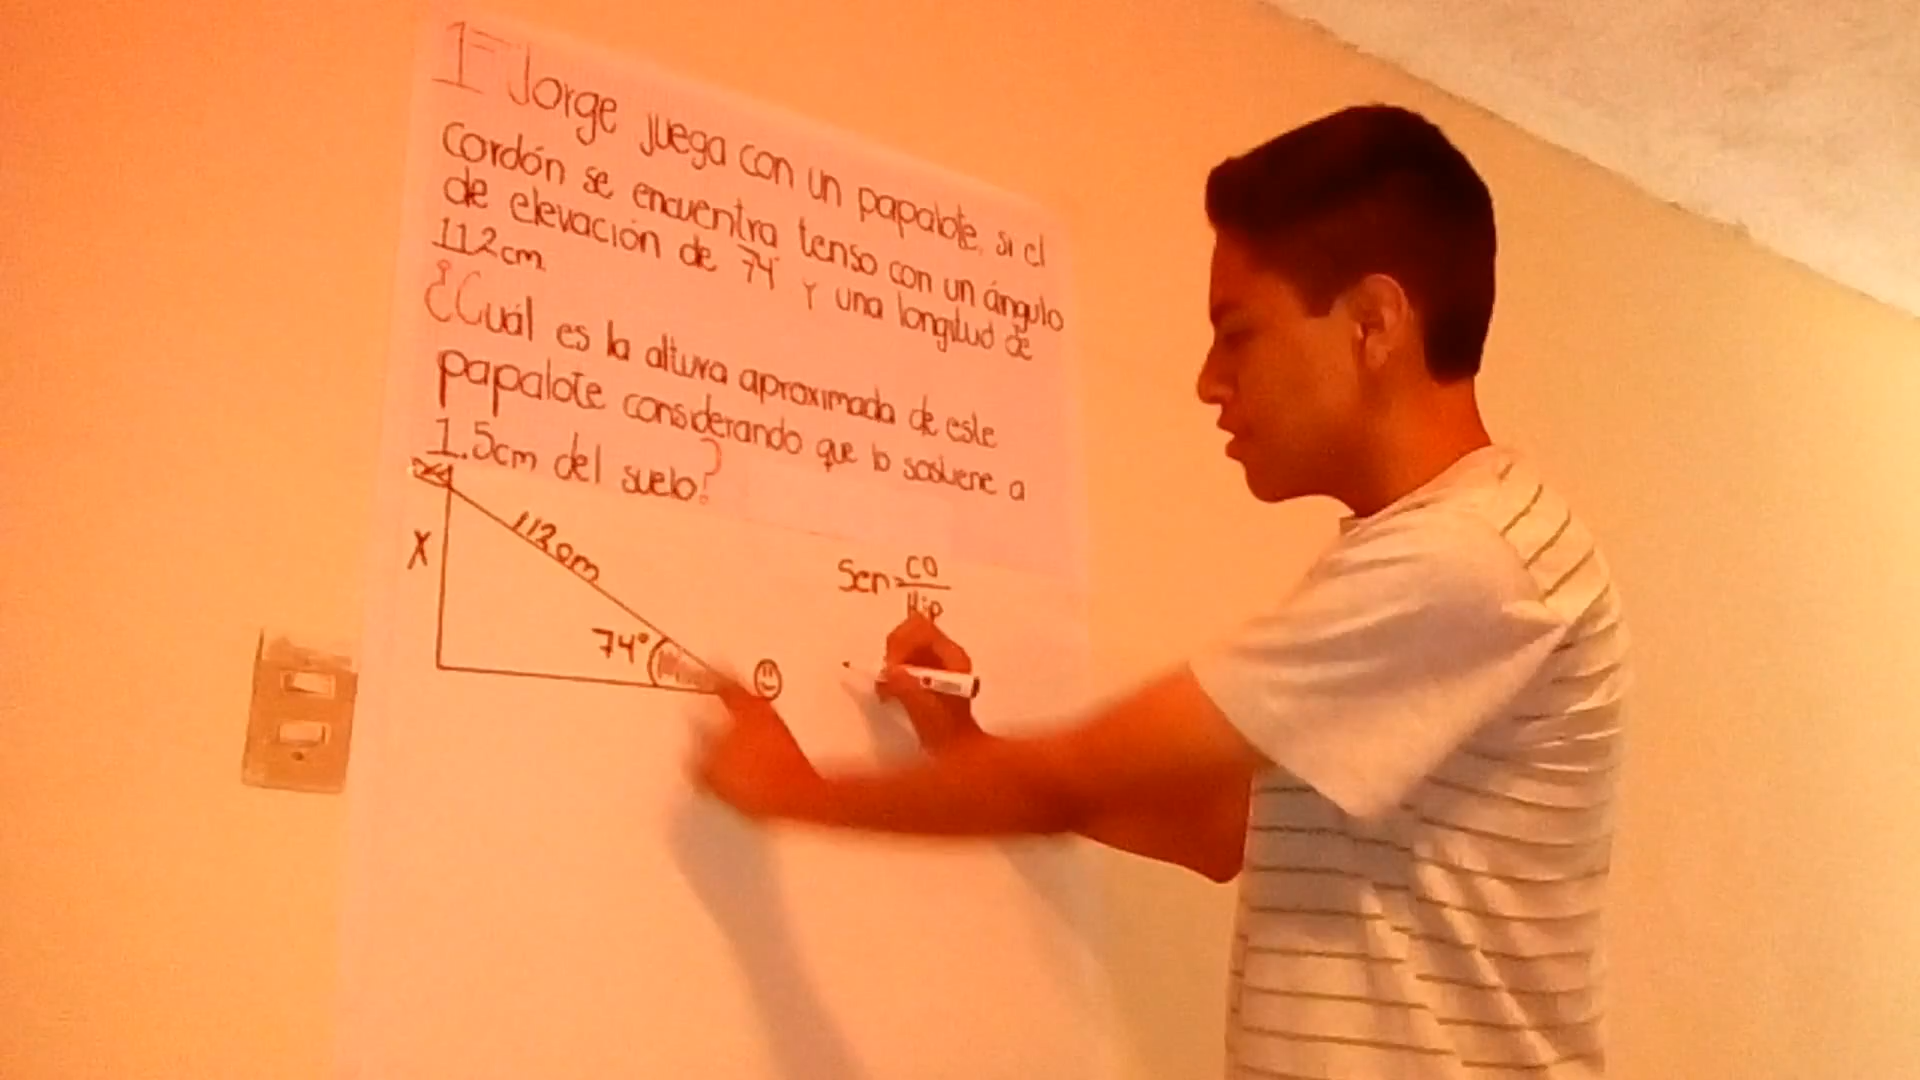 1- Jorge juega con un papalote, si el
cordón se encuentra tenso con un ángulo
de elevación de 74° y una longitud de
112cm.
¿Cuál es la altura aproximada de este
papalote considerando que lo sostiene a
1.5cm del suelo?
112cm
X
74°
Sen=CO/Hip